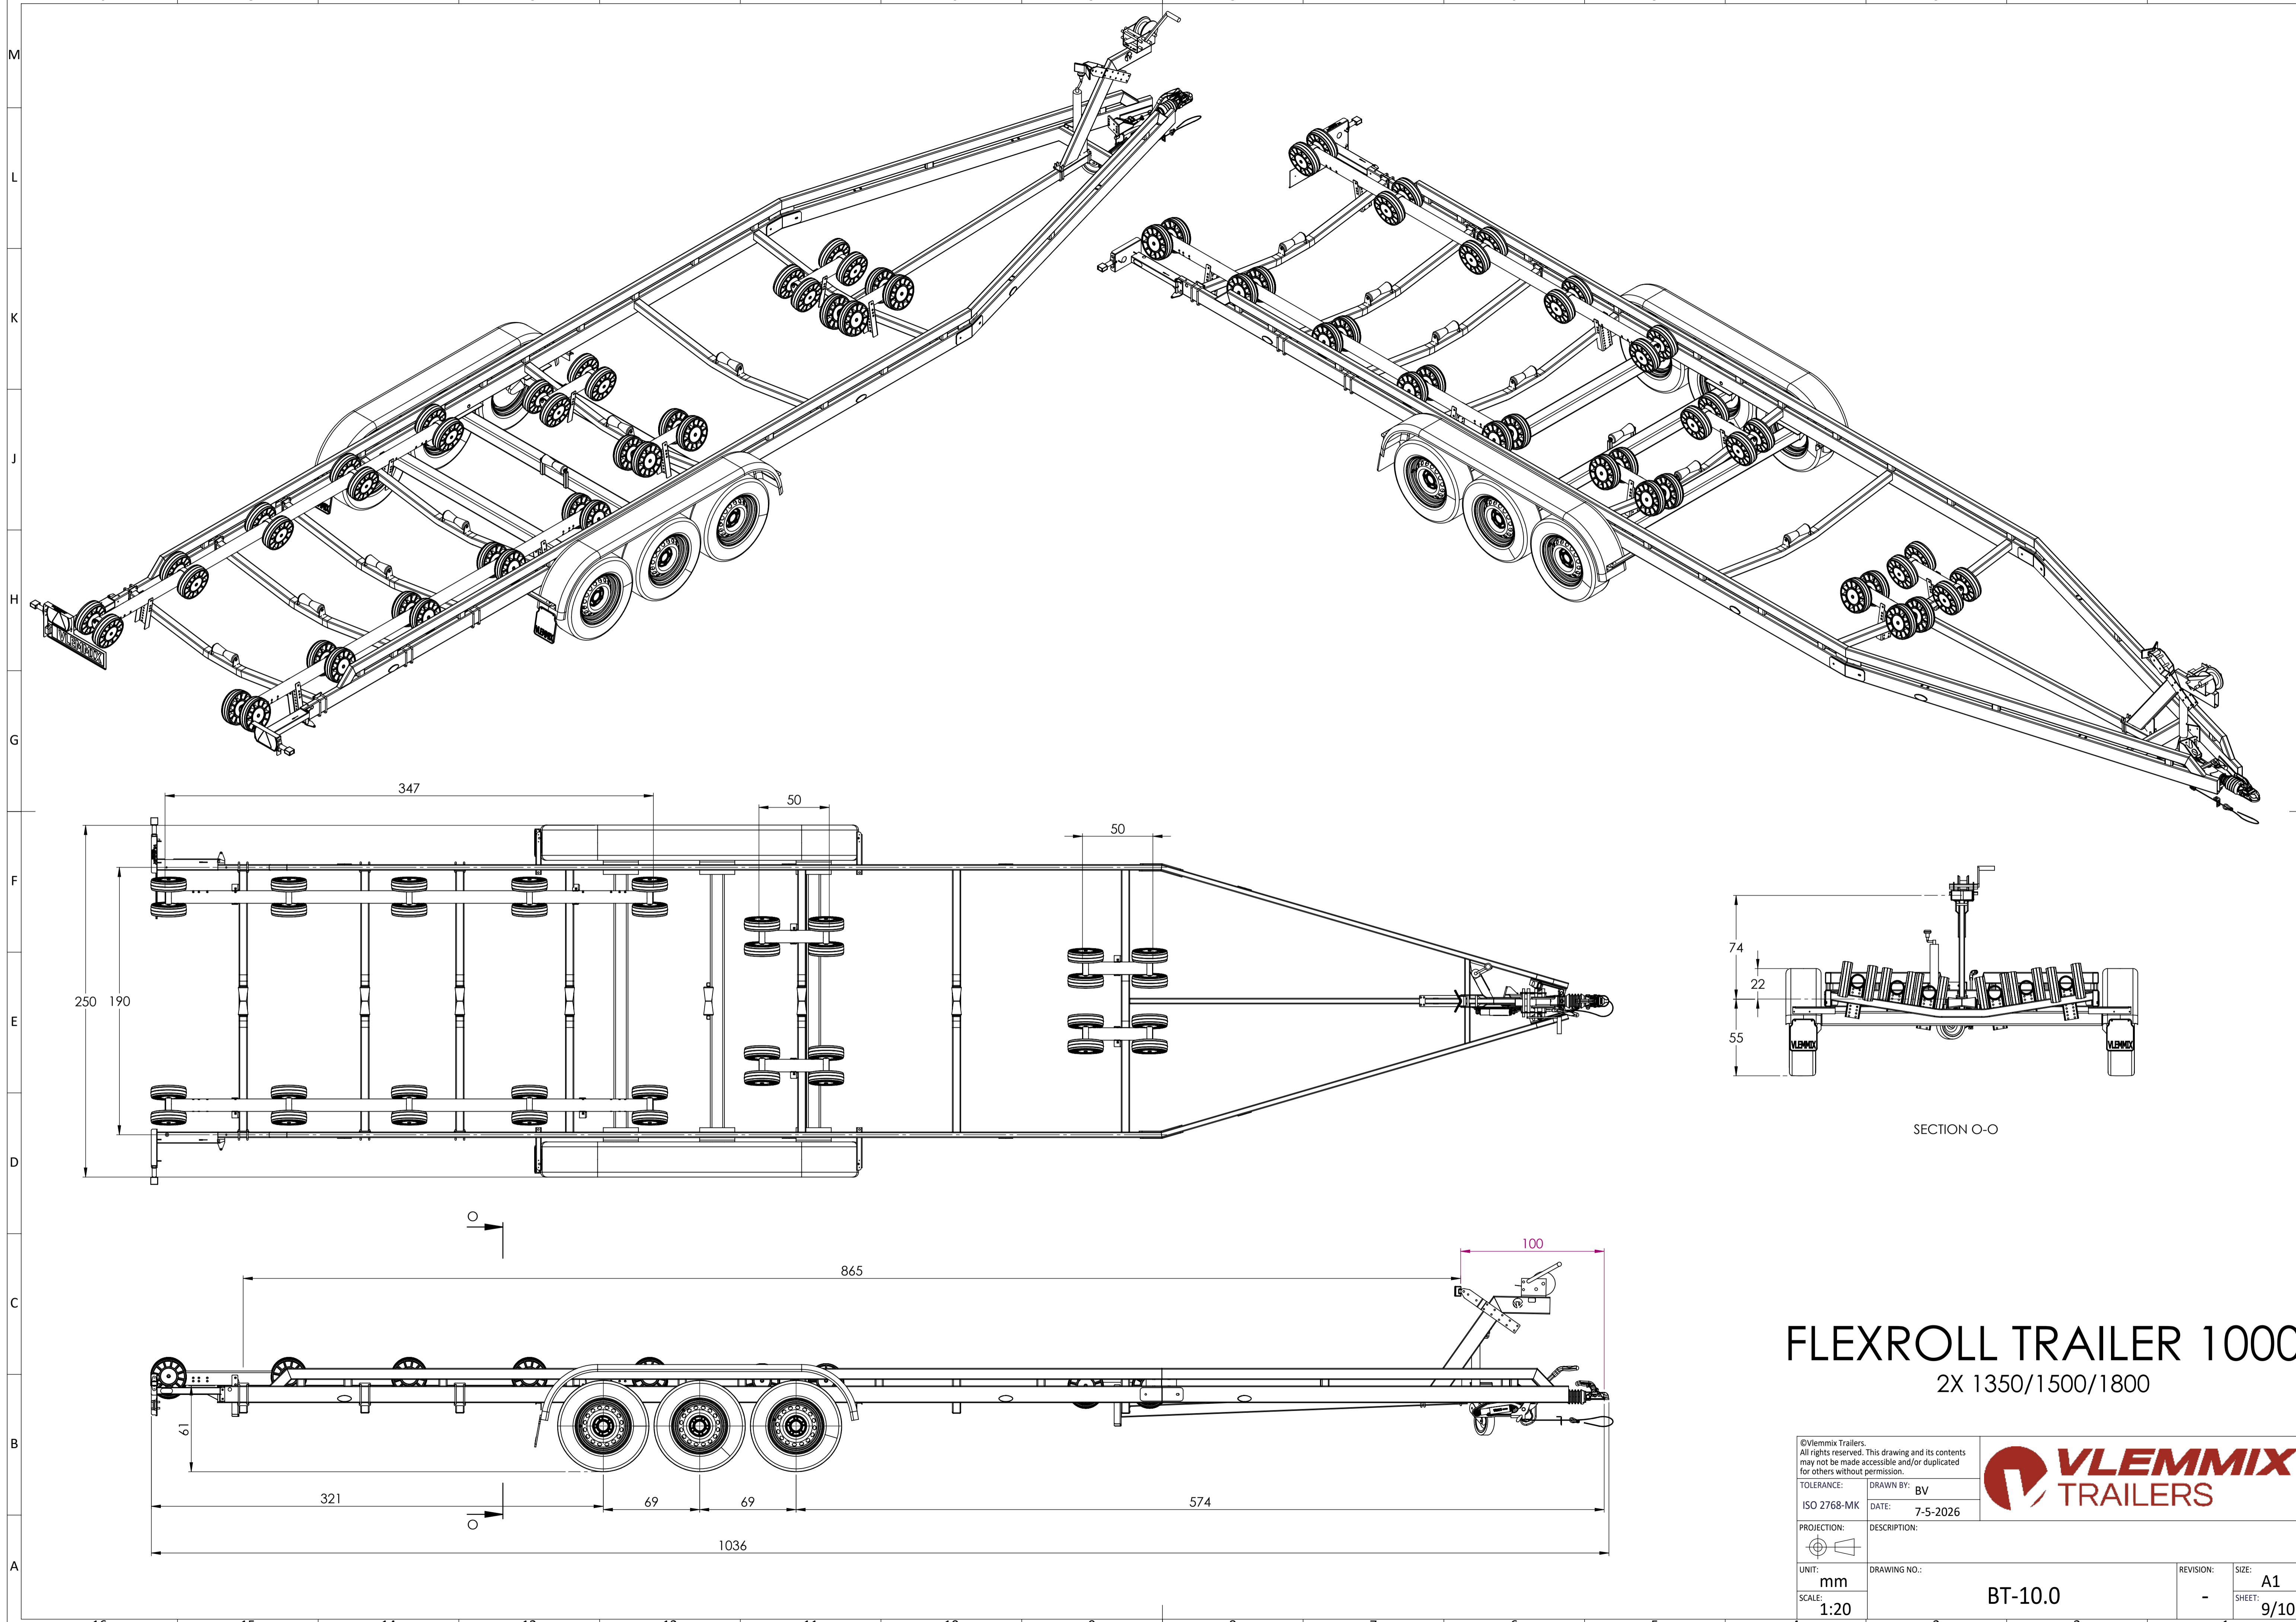 M
L
K
J
H
G
F
E
D
C
B
A
VLEMMIX
VLEMMIX
347
50
50
250
190
74
22
55
VLEMMIX
VLEMMIX
SECTION O-O
O
O
865
100
61
321
69
69
574
1036
FLEXROLL TRAILER 1000
2X 1350/1500/1800
©Vlemmix Trailers.
All rights reserved. This drawing and its contents
may not be made accessible and/or duplicated
for others without permission.
TOLERANCE:
ISO 2768-MK
DRAWN BY: BV
DATE: 7-5-2026
VLEMMIX
TRAILERS
PROJECTION:
DESCRIPTION:
UNIT:
mm
DRAWING NO.:
BT-10.0
REVISION:
-
SIZE:
A1
SCALE:
1:20
SHEET:
9/10